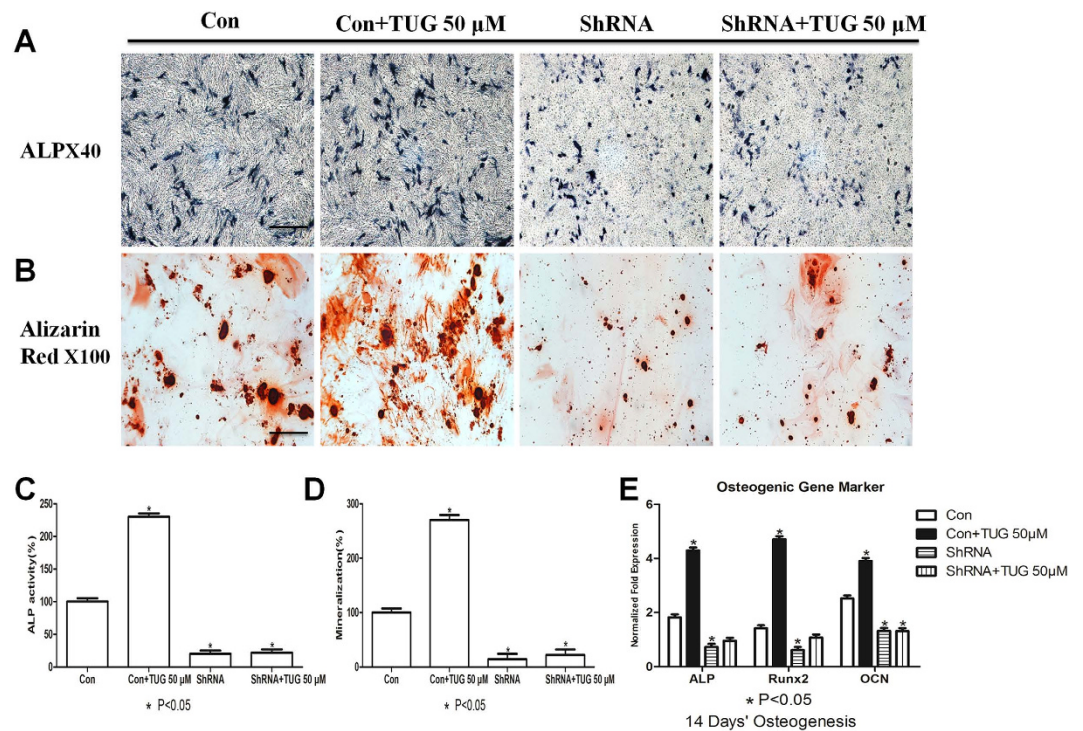 Con Con+TUG 50 µM ShRNA ShRNA+TUG 50 µM
A
ALPX40
B
Alizarin
Red X100
C
ALP activity(%)
250
200
150
100
50
0
*
*
*
Con Con+TUG 50 µM ShRNA ShRNA+TUG 50 µM
* P<0.05
D
Mineralization(%)
300
200
100
0
*
*
*
Con Con+TUG 50 µM ShRNA ShRNA+TUG 50 µM
* P<0.05
E
Osteogenic Gene Marker
Normalized Fold Expression
6
4
2
0
* *
* *
* * *
ALP Runx2 OCN
Con
Con+TUG 50µM
ShRNA
ShRNA+TUG 50µM
* P<0.05
14 Days' Osteogenesis